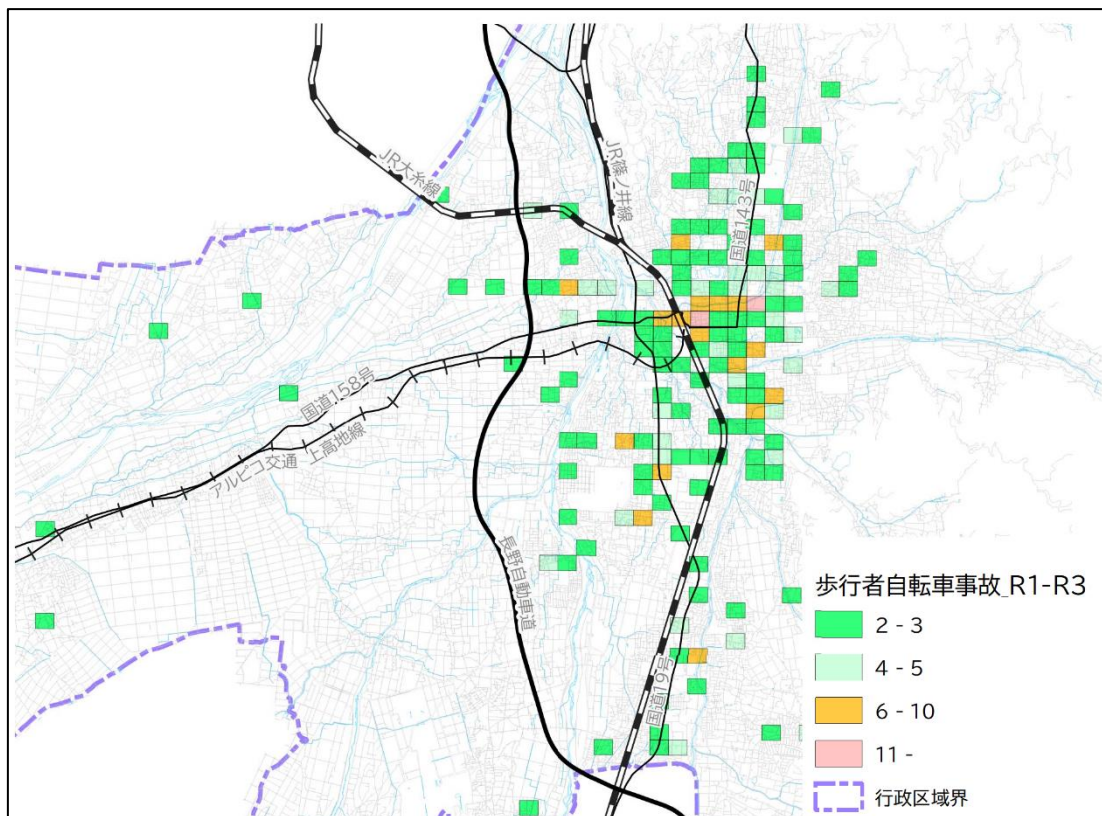 JR大糸線
JR篠ノ井線
国道143号
国道158号
アルピコ交通 上高地線
長野自動車道
国道19号
歩行者自転車事故_R1-R3
2 - 3
4 - 5
6 - 10
11 -
行政区域界